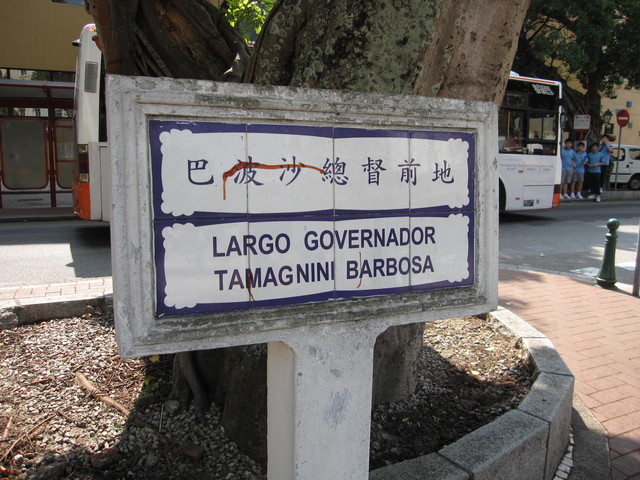 巴波沙總督前地
LARGO GOVERNADOR
TAMAGNINI BARBOSA